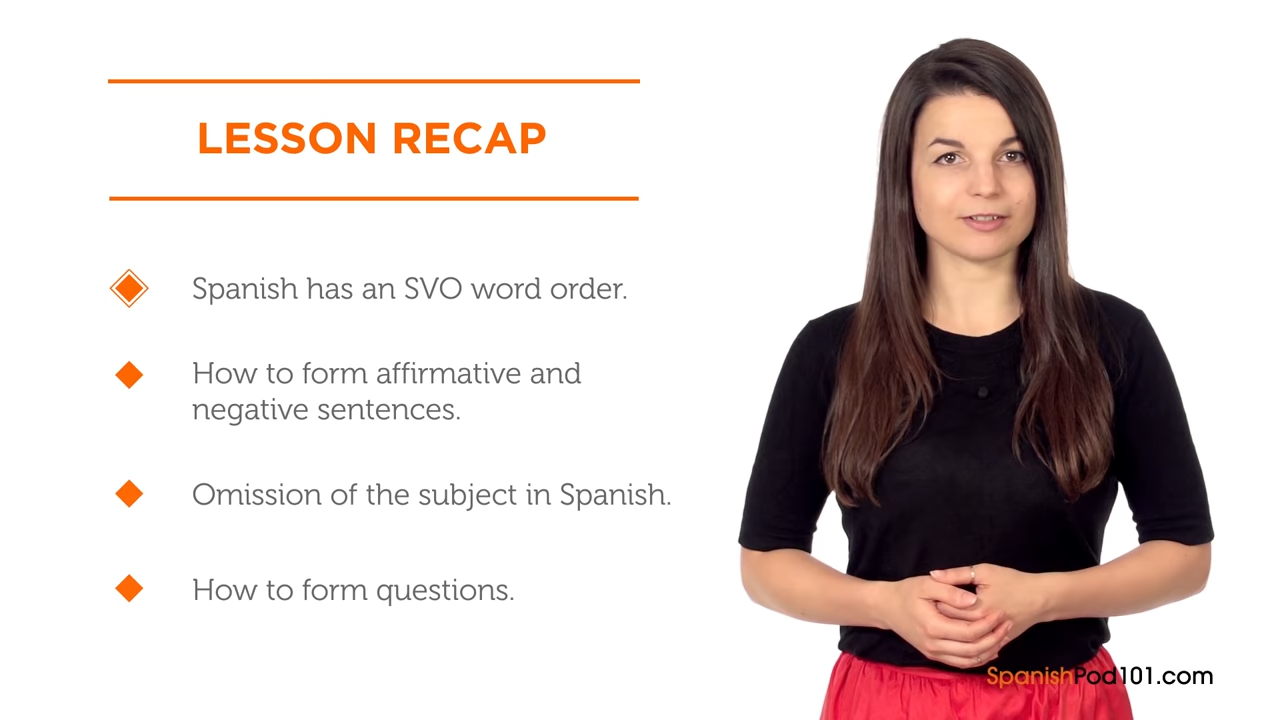 LESSON RECAP
Spanish has an SVO word order.
How to form affirmative and
negative sentences.
Omission of the subject in Spanish.
How to form questions.
SpanishPod101.com